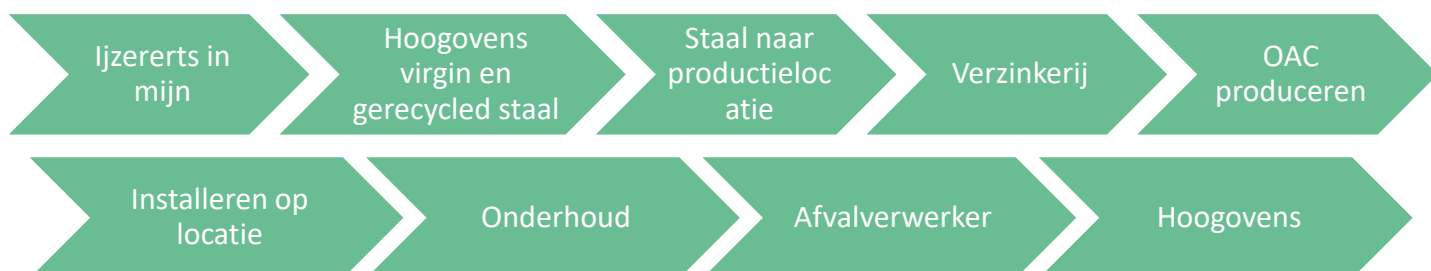 Ijzererts in
mijn
Hoogovens
virgin en
gerecycled staal
Staal naar
productieloc
atie
Verzinkerij
OAC
produceren
Installeren op
locatie
Onderhoud
Afvalverwerker
Hoogovens